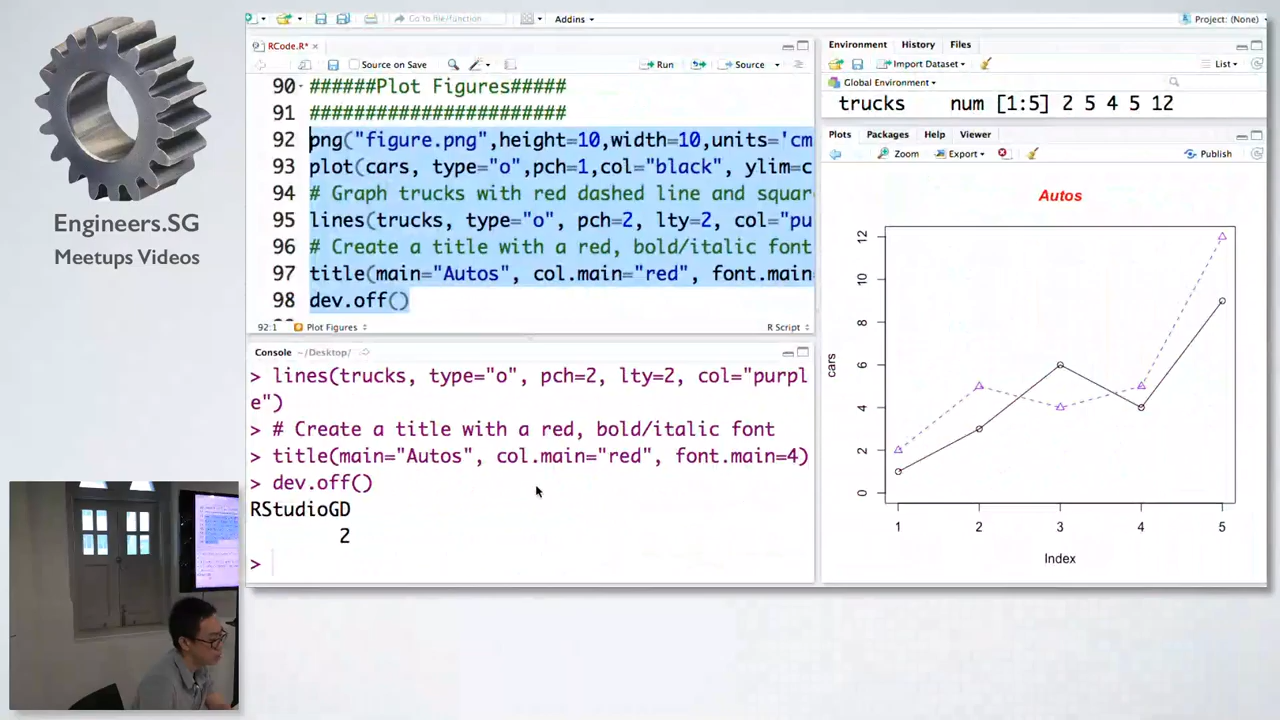 Engineers.SG
Meetups Videos
Go to file/function
Addins
Project: (None)
RCode.R*
Source on Save
Run
Source
90 ######Plot Figures#####
91 #######################
92 png("figure.png",height=10,width=10,units='cm
93 plot(cars, type="o",pch=1,col="black", ylim=c
94 # Graph trucks with red dashed line and squar
95 lines(trucks, type="o", pch=2, lty=2, col="pu
96 # Create a title with a red, bold/italic font
97 title(main="Autos", col.main="red", font.main
98 dev.off()
92:1 Plot Figures
R Script
Console ~/Desktop/
> lines(trucks, type="o", pch=2, lty=2, col="purpl
e")
> # Create a title with a red, bold/italic font
> title(main="Autos", col.main="red", font.main=4)
> dev.off()
RStudioGD
2
>
Environment History Files
Import Dataset
List
Global Environment
trucks num [1:5] 2 5 4 5 12
Plots Packages Help Viewer
Zoom Export Publish
Autos
cars
12
10
8
6
4
2
0
1 2 3 4 5
Index